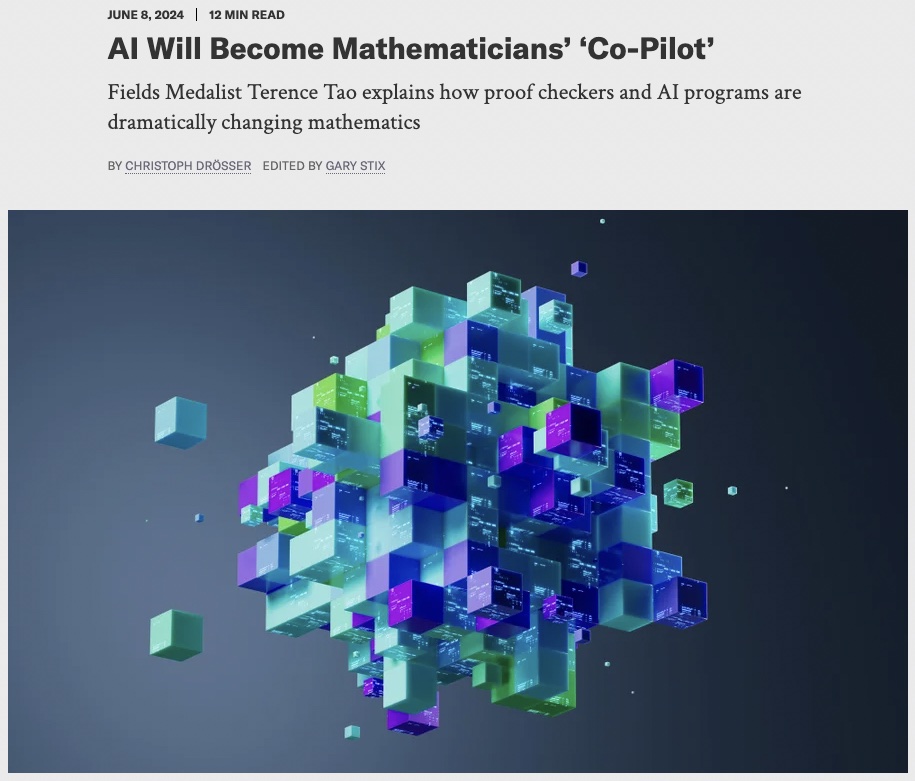 JUNE 8, 2024 | 12 MIN READ
AI Will Become Mathematicians’ ‘Co-Pilot’
Fields Medalist Terence Tao explains how proof checkers and AI programs are
dramatically changing mathematics
BY CHRISTOPH DRÖSSER EDITED BY GARY STIX